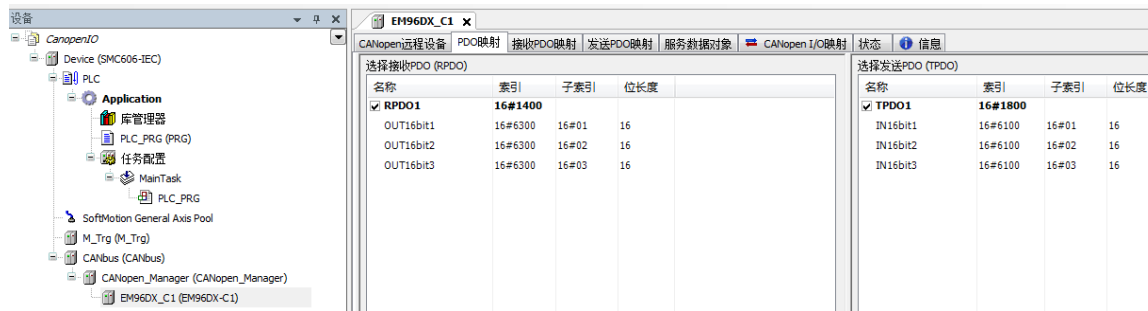 设备
CanopenIO
Device (SMC606-IEC)
PLC
Application
库管理器
PLC_PRG (PRG)
任务配置
MainTask
PLC_PRG
SoftMotion General Axis Pool
M_Trg (M_Trg)
CANbus (CANbus)
CANopen_Manager (CANopen_Manager)
EM96DX_C1 (EM96DX-C1)
EM96DX_C1
CANopen远程设备 PDO映射 接收PDO映射 发送PDO映射 服务数据对象 CANopen I/O映射 状态 信息
选择接收PDO (RPDO)
名称 索引 子索引 位长度
RPDO1 16#1400
OUT16bit1 16#6300 16#01 16
OUT16bit2 16#6300 16#02 16
OUT16bit3 16#6300 16#03 16
选择发送PDO (TPDO)
名称 索引 子索引 位长度
TPDO1 16#1800
IN16bit1 16#6100 16#01 16
IN16bit2 16#6100 16#02 16
IN16bit3 16#6100 16#03 16